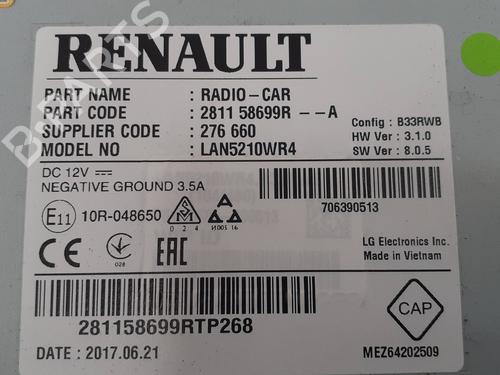 RENAULT
PART NAME : RADIO-CAR
PART CODE : 2811 58699R --A
SUPPLIER CODE : 276 660
MODEL NO : LAN5210WR4
Config : B33RWB
HW Ver : 3.1.0
SW Ver : 8.0.5
DC 12V
NEGATIVE GROUND 3.5A
E11 10R-048650
024
028
EAC
706390513
LG Electronics Inc.
Made in Vietnam
281158699RTP268
CAP
DATE : 2017.06.21
MEZ64202509